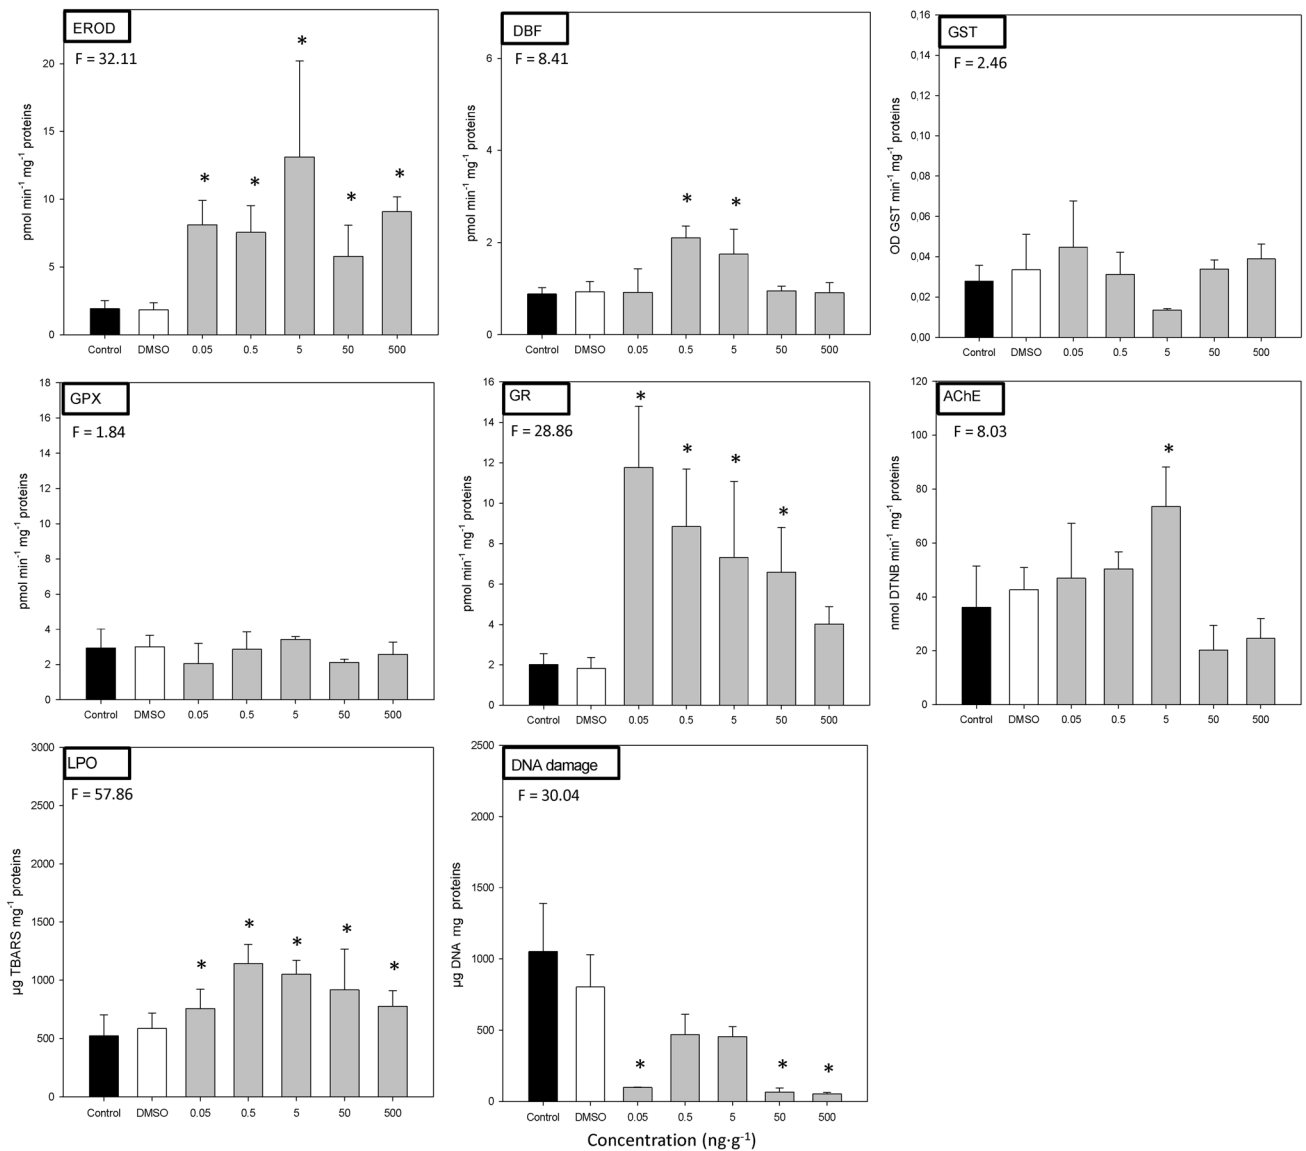 EROD
F = 32.11
*
*
*
*
*
20
15
10
5
0
pmol min-1 mg-1 proteins
Control DMSO 0.05 0.5 5 50 500
DBF
F = 8.41
*
*
6
4
2
0
pmol min-1 mg-1 proteins
Control DMSO 0.05 0.5 5 50 500
GST
F = 2.46
0,16
0,14
0,12
0,10
0,08
0,06
0,04
0,02
0,00
OD GST min-1 mg-1 proteins
Control DMSO 0.05 0.5 5 50 500
GPX
F = 1.84
18
16
14
12
10
8
6
4
2
0
pmol min-1 mg-1 proteins
Control DMSO 0.05 0.5 5 50 500
GR
F = 28.86
*
*
*
*
16
14
12
10
8
6
4
2
0
pmol min-1 mg-1 proteins
Control DMSO 0.05 0.5 5 50 500
AChE
F = 8.03
*
120
100
80
60
40
20
0
nmol DTNB min-1 mg-1 proteins
Control DMSO 0.05 0.5 5 50 500
LPO
F = 57.86
*
*
*
*
*
3000
2500
2000
1500
1000
500
0
µg TBARS mg-1 proteins
Control DMSO 0.05 0.5 5 50 500
DNA damage
F = 30.04
*
*
*
2500
2000
1500
1000
500
0
µg DNA mg proteins
Control DMSO 0.05 0.5 5 50 500
Concentration (ng·g-1)